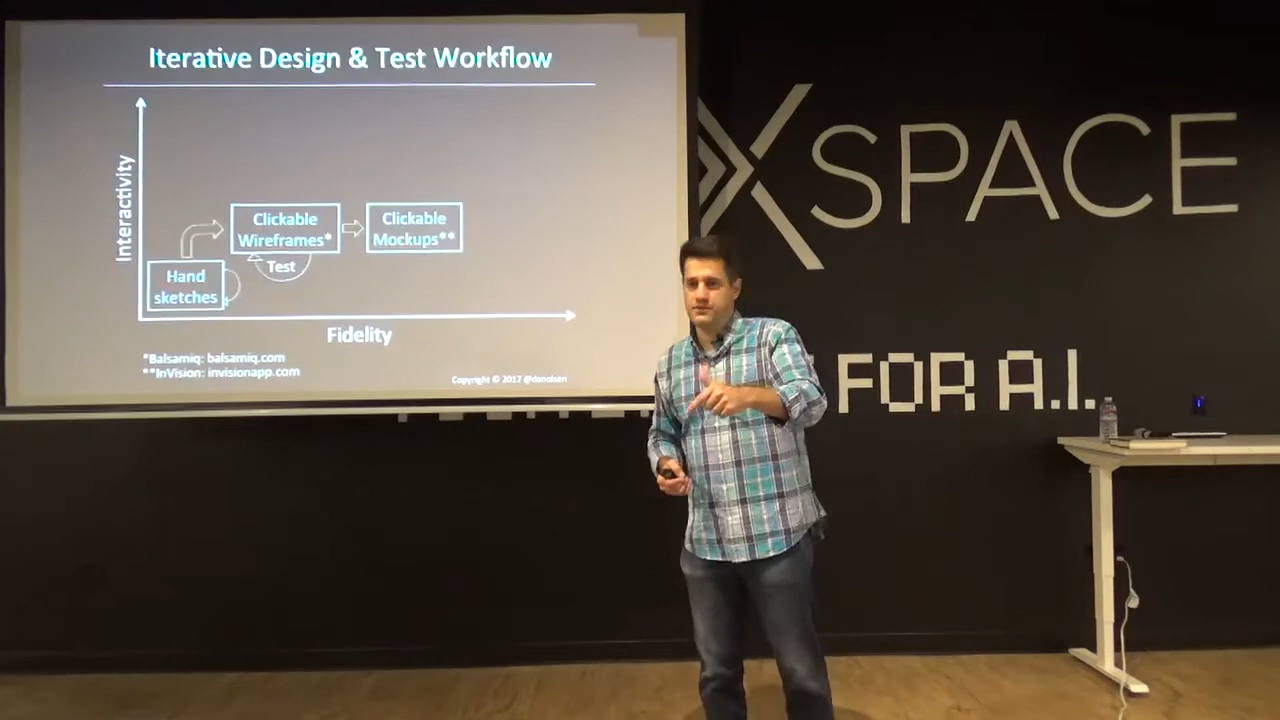 Iterative Design & Test Workflow
Interactivity
Clickable
Wireframes*
Clickable
Mockups**
Test
Hand
sketches
Fidelity
*Balsamiq: balsamiq.com
**InVision: invisionapp.com
Copyright © 2017 @danolsen
XSPACE
FOR A.I.